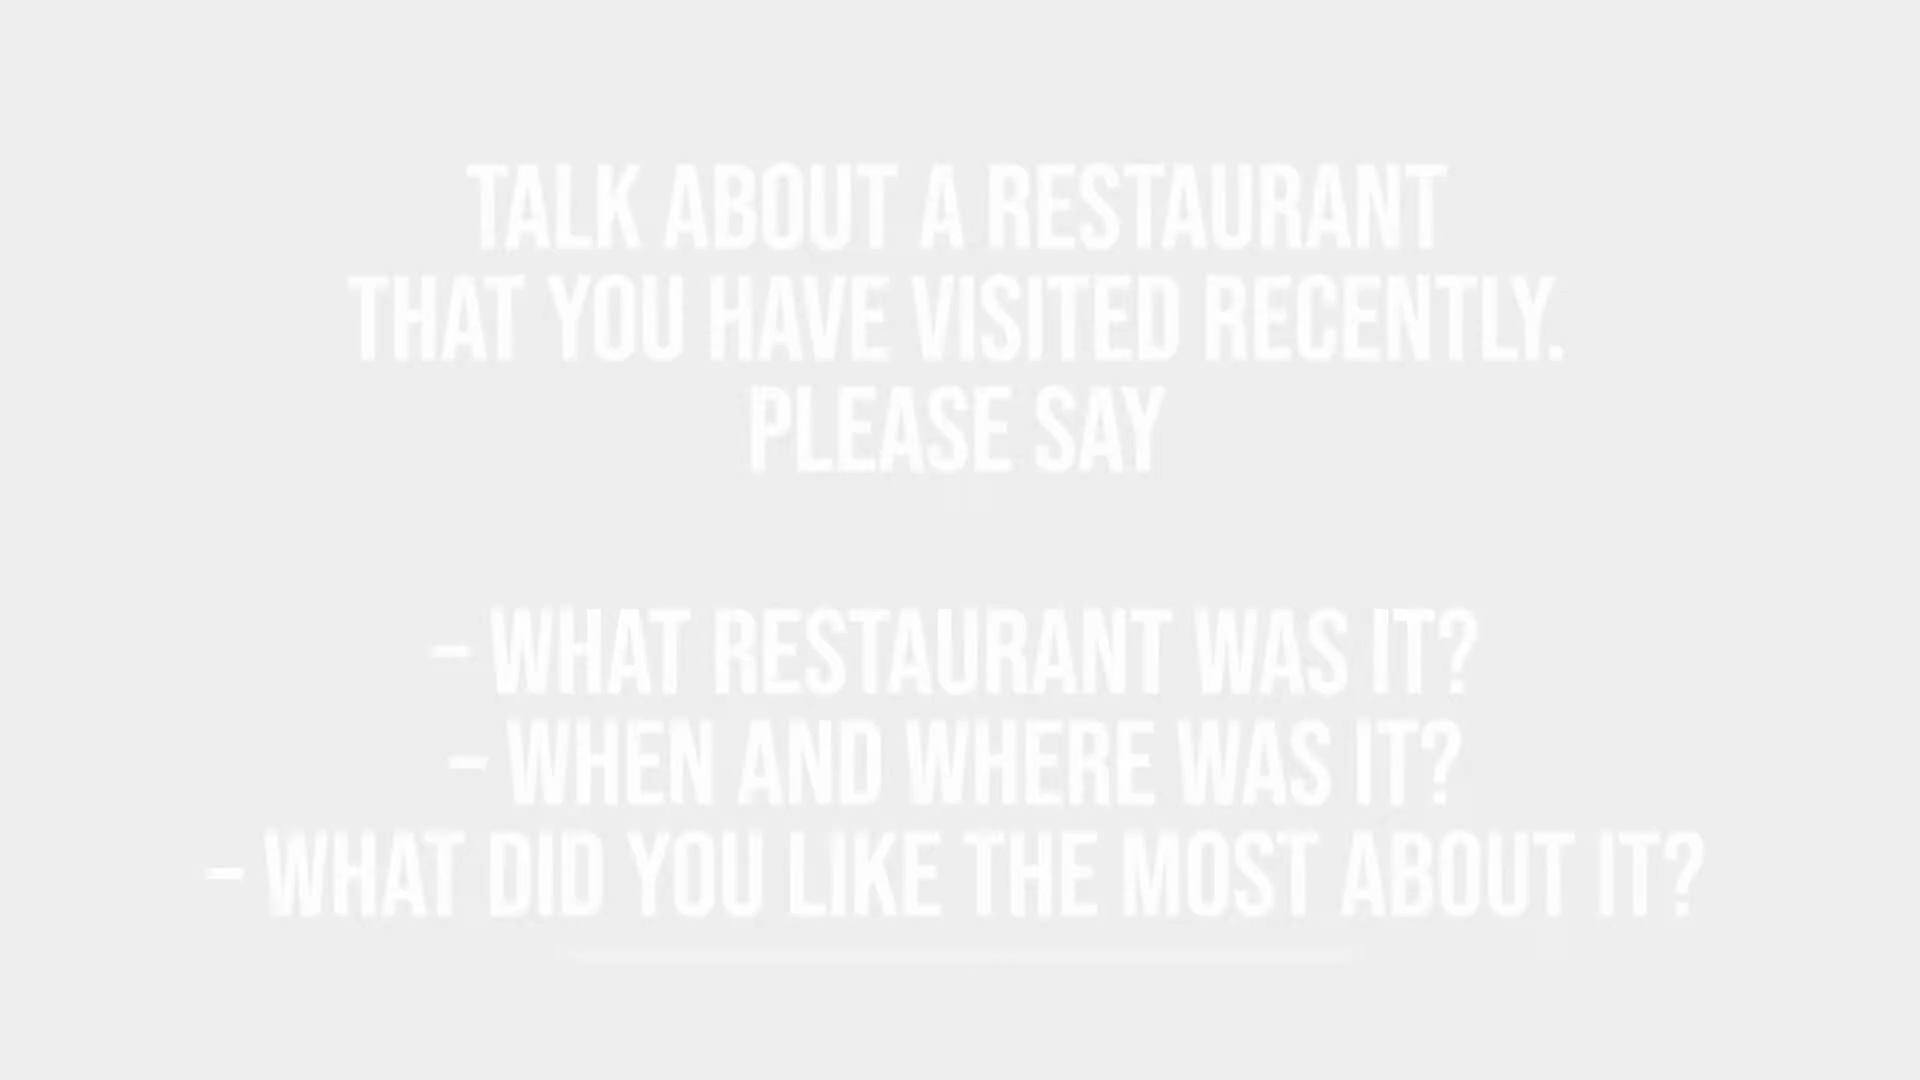 TALK ABOUT A RESTAURANT
THAT YOU HAVE VISITED RECENTLY.
PLEASE SAY
– WHAT RESTAURANT WAS IT?
– WHEN AND WHERE WAS IT?
– WHAT DID YOU LIKE THE MOST ABOUT IT?